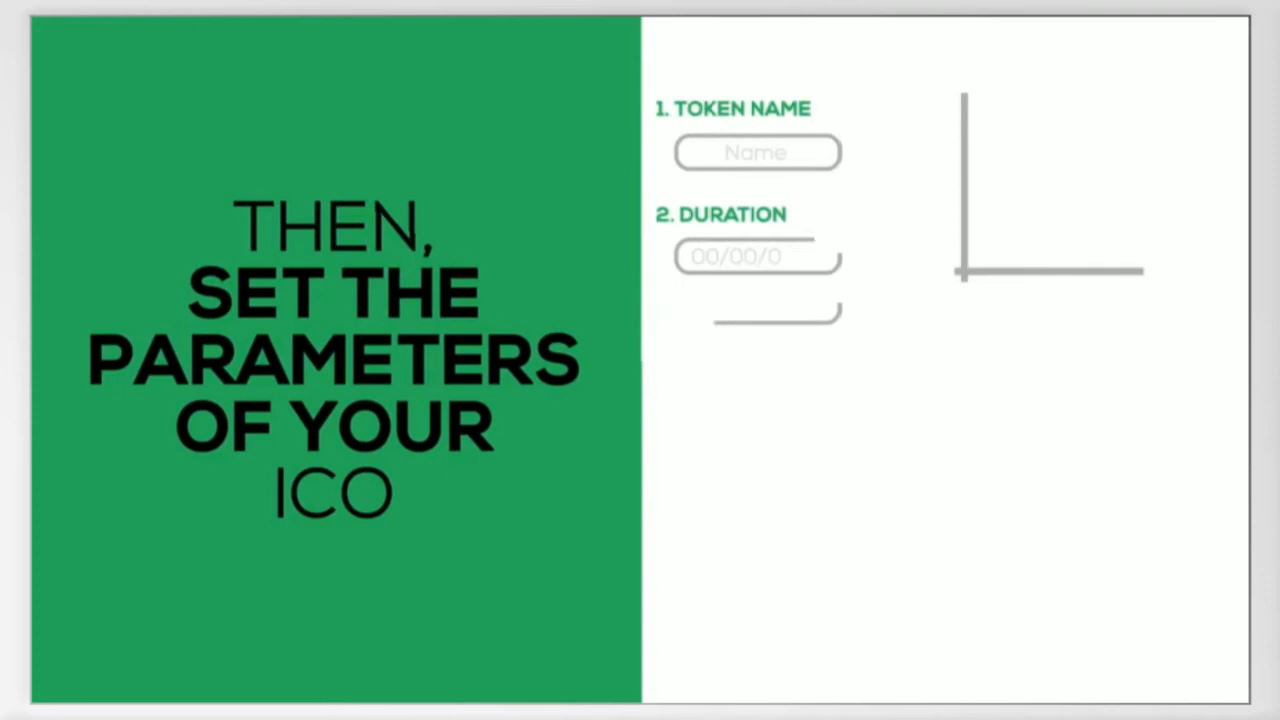 THEN,
SET THE
PARAMETERS
OF YOUR
ICO
1. TOKEN NAME
Name
2. DURATION
00/00/0